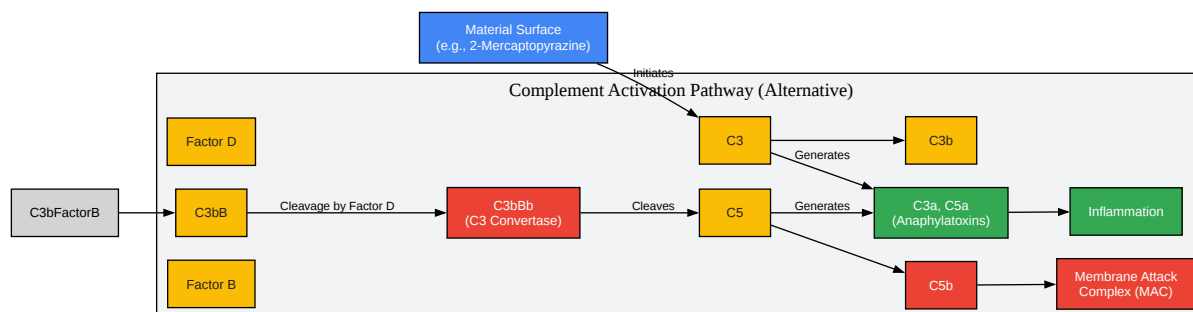 Material Surface
(e.g., 2-Mercaptopyrazine)
Initiates
Complement Activation Pathway (Alternative)
Factor D
C3
C3b
Generates
C3bFactorB
C3bB
Cleavage by Factor D
C3bBb
(C3 Convertase)
Cleaves
C5
Generates
C3a, C5a
(Anaphylatoxins)
Inflammation
Factor B
C5b
Membrane Attack
Complex (MAC)